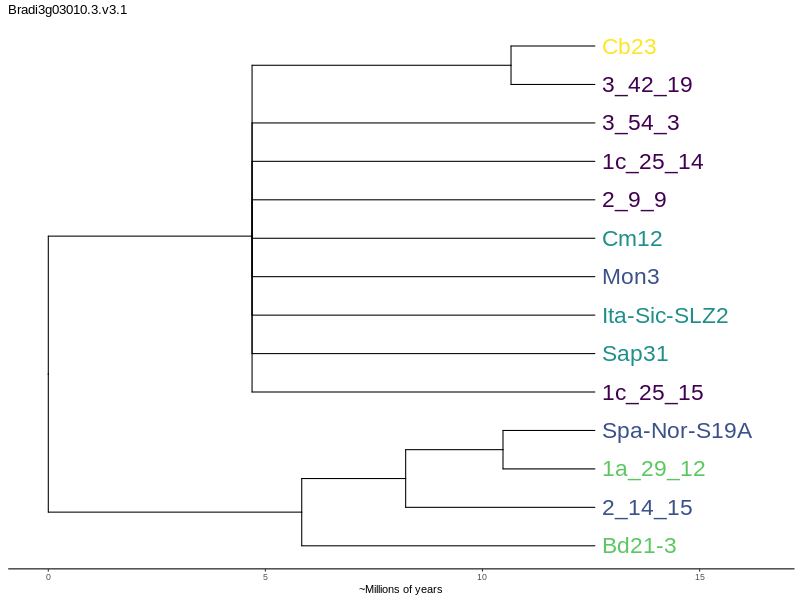 Bradi3g03010.3.v3.1
Cb23
3_42_19
3_54_3
1c_25_14
2_9_9
Cm12
Mon3
Ita-Sic-SLZ2
Sap31
1c_25_15
Spa-Nor-S19A
1a_29_12
2_14_15
Bd21-3
0 5 10 15
~Millions of years